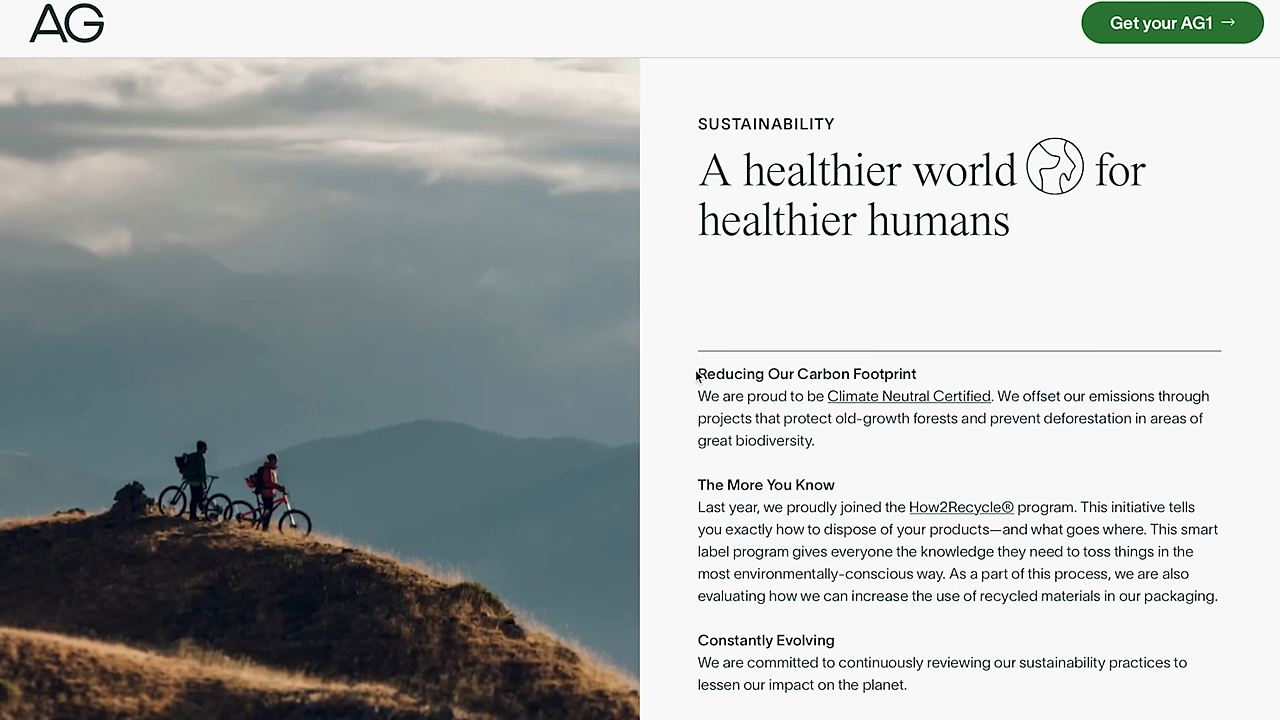 AG
Get your AG1 →
SUSTAINABILITY
A healthier world for
healthier humans
Reducing Our Carbon Footprint
We are proud to be Climate Neutral Certified. We offset our emissions through
projects that protect old-growth forests and prevent deforestation in areas of
great biodiversity.
The More You Know
Last year, we proudly joined the How2Recycle® program. This initiative tells
you exactly how to dispose of your products—and what goes where. This smart
label program gives everyone the knowledge they need to toss things in the
most environmentally-conscious way. As a part of this process, we are also
evaluating how we can increase the use of recycled materials in our packaging.
Constantly Evolving
We are committed to continuously reviewing our sustainability practices to
lessen our impact on the planet.